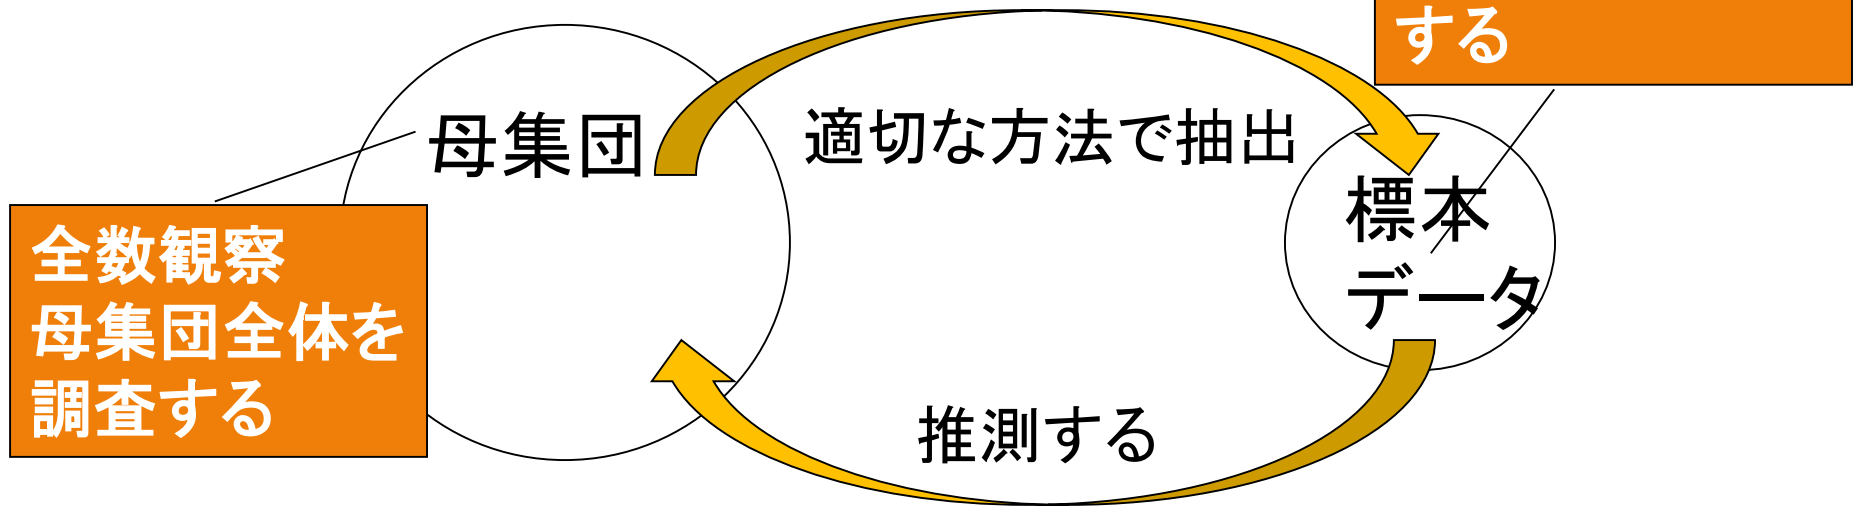 する
母集団
適切な方法で抽出
標本
データ
全数観察
母集団全体を
調査する
推測する